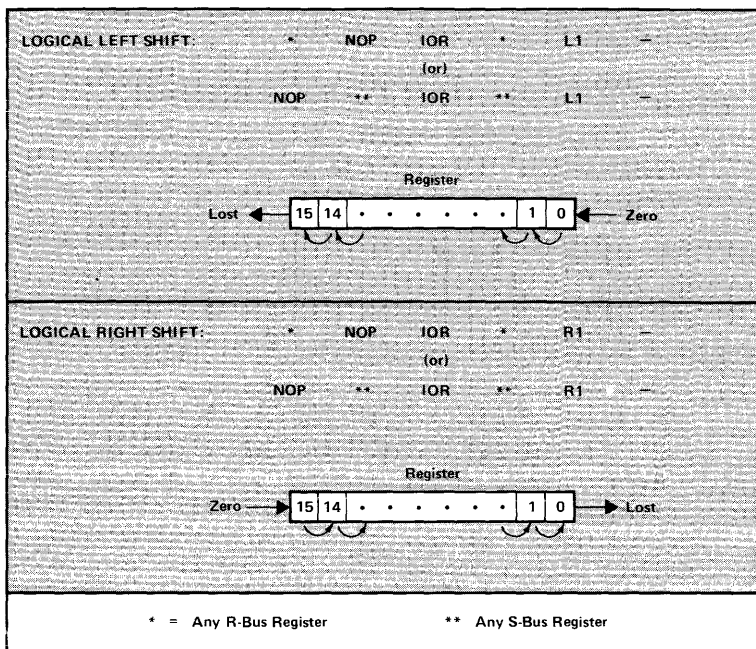 LOGICAL LEFT SHIFT: * NOP IOR * L1 —
(or)
NOP ** IOR ** L1 —
Register
Lost 15 14 · · · · · · 1 0 Zero
LOGICAL RIGHT SHIFT: * NOP IOR * R1 —
(or)
NOP ** IOR ** R1 —
Register
Zero 15 14 · · · · · · 1 0 Lost
* = Any R-Bus Register ** Any S-Bus Register